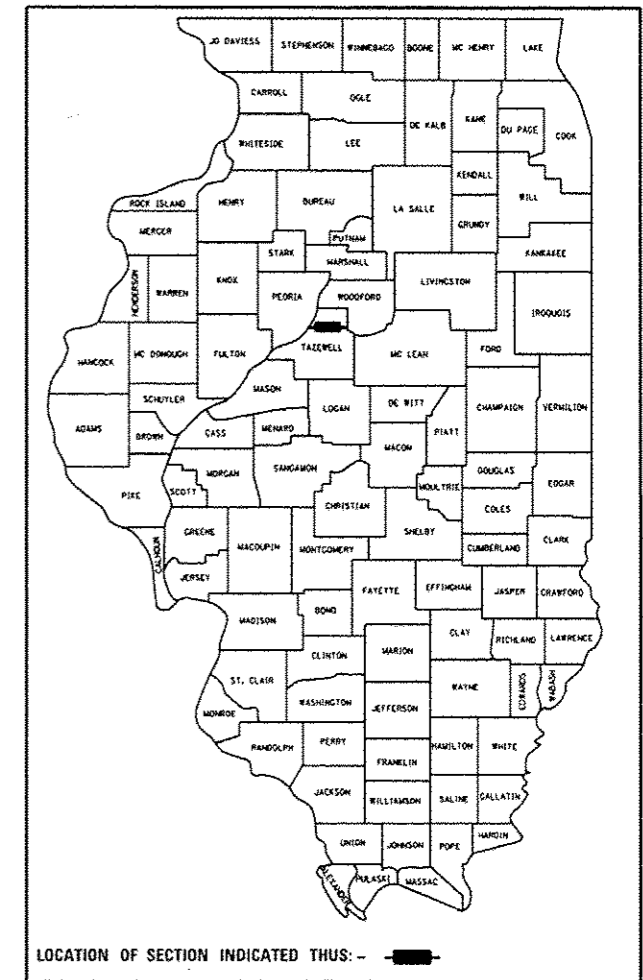 JO DAVIESS STEPHENSON WINNEBAGO BOONE MC HENRY LAKE
CARROLL OGLE DE KALB KANE DU PAGE COOK
WHITESIDE LEE KENDALL WILL
ROCK ISLAND HENRY BUREAU LA SALLE GRUNDY
MERCER STARK PUTNAM MARSHALL KANKAKEE
HENDERSON WARREN KNOX PEORIA WOODFORD LIVINGSTON IROQUOIS
HANCOCK MC DONOUGH FULTON TAZEWELL MC LEAN FORD
SCHUYLER MASON LOGAN DE WITT CHAMPAIGN VERMILION
ADAMS BROWN CASS MENARD MACON PIATT
PIKE SCOTT MORGAN SANGAMON CHRISTIAN MOULTRIE DOUGLAS EDGAR
COLES
CALHOUN GREENE MACOUPIN MONTGOMERY SHELBY CUMBERLAND CLARK
JERSEY FAYETTE EFFINGHAM JASPER CRAWFORD
MADISON BOND
CLINTON MARION CLAY RICHLAND LAWRENCE
ST. CLAIR WASHINGTON JEFFERSON WAYNE EDWARDS WABASH
MONROE
RANDOLPH PERRY FRANKLIN HAMILTON WHITE
JACKSON WILLIAMSON SALINE GALLATIN
UNION JOHNSON POPE HARDIN
ALEXANDER PULASKI MASSAC
LOCATION OF SECTION INDICATED THUS: -